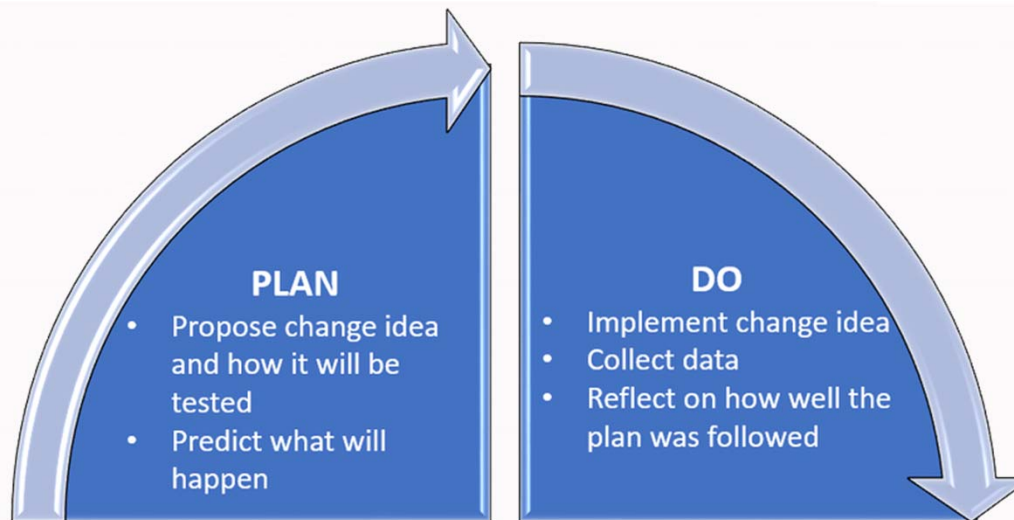 PLAN
• Propose change idea
and how it will be
tested
• Predict what will
happen
DO
• Implement change idea
• Collect data
• Reflect on how well the
plan was followed